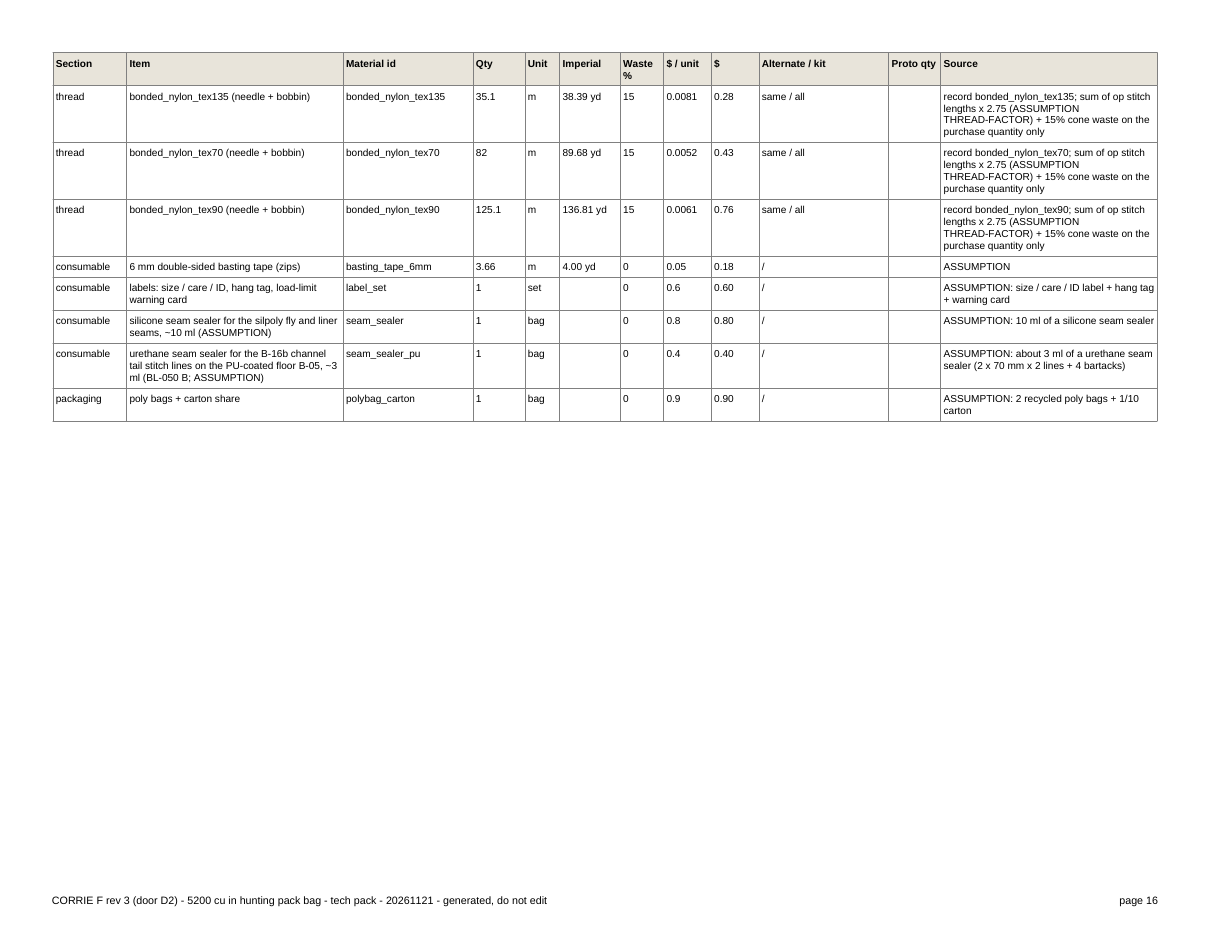 Section Item Material id Qty Unit Imperial Waste % $ / unit $ Alternate / kit Proto qty Source
thread bonded_nylon_tex135 (needle + bobbin) bonded_nylon_tex135 35.1 m 38.39 yd 15 0.0081 0.28 same / all record bonded_nylon_tex135; sum of op stitch
lengths x 2.75 (ASSUMPTION
THREAD-FACTOR) + 15% cone waste on the
purchase quantity only
thread bonded_nylon_tex70 (needle + bobbin) bonded_nylon_tex70 82 m 89.68 yd 15 0.0052 0.43 same / all record bonded_nylon_tex70; sum of op stitch
lengths x 2.75 (ASSUMPTION
THREAD-FACTOR) + 15% cone waste on the
purchase quantity only
thread bonded_nylon_tex90 (needle + bobbin) bonded_nylon_tex90 125.1 m 136.81 yd 15 0.0061 0.76 same / all record bonded_nylon_tex90; sum of op stitch
lengths x 2.75 (ASSUMPTION
THREAD-FACTOR) + 15% cone waste on the
purchase quantity only
consumable 6 mm double-sided basting tape (zips) basting_tape_6mm 3.66 m 4.00 yd 0 0.05 0.18 / ASSUMPTION
consumable labels: size / care / ID, hang tag, load-limit
warning card label_set 1 set 0 0.6 0.60 / ASSUMPTION: size / care / ID label + hang tag
+ warning card
consumable silicone seam sealer for the silpoly fly and liner
seams, ~10 ml (ASSUMPTION) seam_sealer 1 bag 0 0.8 0.80 / ASSUMPTION: 10 ml of a silicone seam sealer
consumable urethane seam sealer for the B-16b channel
tail stitch lines on the PU-coated floor B-05, ~3
ml (BL-050 B; ASSUMPTION) seam_sealer_pu 1 bag 0 0.4 0.40 / ASSUMPTION: about 3 ml of a urethane seam
sealer (2 x 70 mm x 2 lines + 4 bartacks)
packaging poly bags + carton share polybag_carton 1 bag 0 0.9 0.90 / ASSUMPTION: 2 recycled poly bags + 1/10
carton
CORRIE F rev 3 (door D2) - 5200 cu in hunting pack bag - tech pack - 20261121 - generated, do not edit page 16